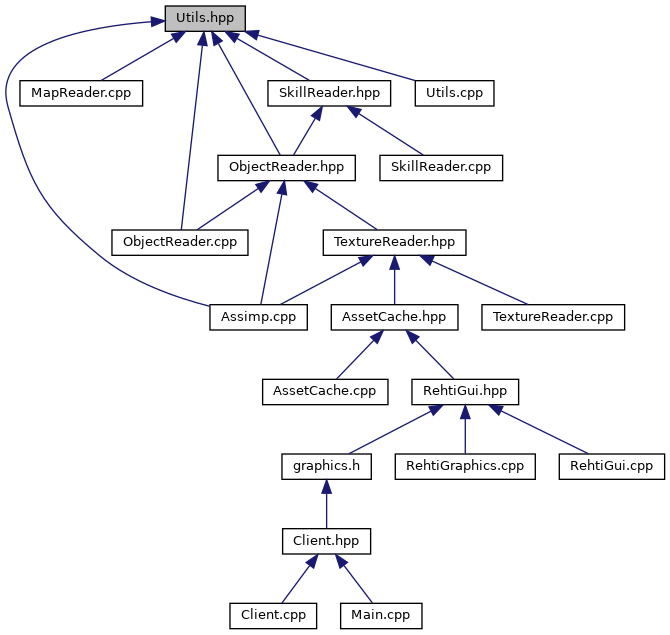 Utils.hpp
MapReader.cpp
SkillReader.hpp
Utils.cpp
ObjectReader.hpp
SkillReader.cpp
ObjectReader.cpp
TextureReader.hpp
Assimp.cpp
AssetCache.hpp
TextureReader.cpp
AssetCache.cpp
RehtiGui.hpp
graphics.h
RehtiGraphics.cpp
RehtiGui.cpp
Client.hpp
Client.cpp
Main.cpp